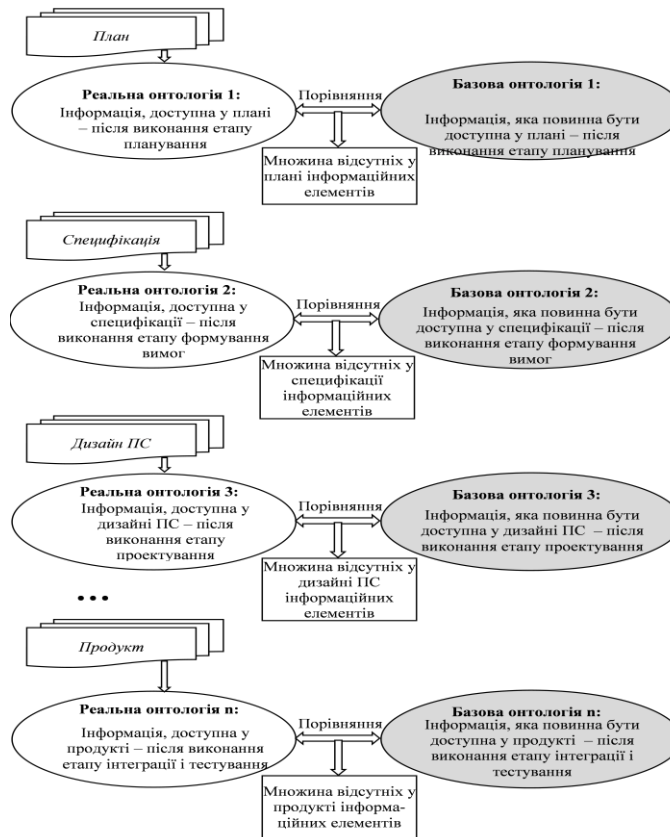 План
Реальна онтологія 1:
Інформація, доступна у плані
– після виконання етапу
планування
Порівняння
Базова онтологія 1:
Інформація, яка повинна бути
доступна у плані – після
виконання етапу планування
Множина відсутніх у
плані інформаційних
елементів
Специфікація
Реальна онтологія 2:
Інформація, доступна у
специфікації – після
виконання етапу формування
вимог
Порівняння
Базова онтологія 2:
Інформація, яка повинна бути
доступна у специфікації – після
виконання етапу формування
вимог
Множина відсутніх у
специфікації
інформаційних
елементів
Дизайн ПС
Реальна онтологія 3:
Інформація, доступна у
дизайні ПС – після
виконання етапу
проектування
Порівняння
Базова онтологія 3:
Інформація, яка повинна бути
доступна у дизайні ПС – після
виконання етапу проектування
Множина відсутніх у
дизайні ПС
інформаційних
елементів
...
Продукт
Реальна онтологія n:
Інформація, доступна у
продукті – після виконання
етапу інтеграції і тестування
Порівняння
Базова онтологія n:
Інформація, яка повинна бути
доступна у продукті – після
виконання етапу інтеграції і
тестування
Множина відсутніх у
продукті інформа-
ційних елементів